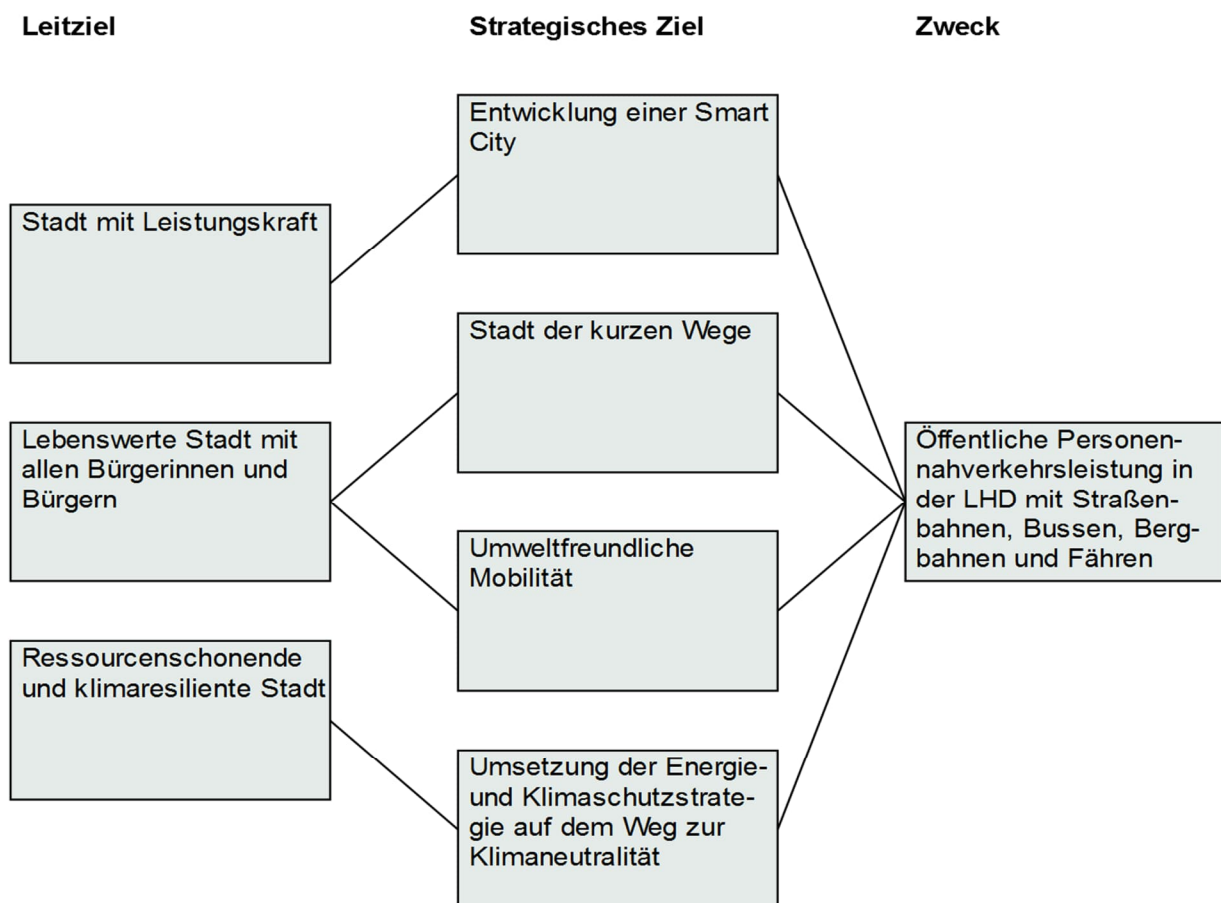 Leitziel
Strategisches Ziel
Zweck
Stadt mit Leistungskraft
Lebenswerte Stadt mit
allen Bürgerinnen und
Bürgern
Ressourcenschonende
und klimaresiliente Stadt
Entwicklung einer Smart
City
Stadt der kurzen Wege
Umweltfreundliche
Mobilität
Umsetzung der Energie-
und Klimaschutzstrate-
gie auf dem Weg zur
Klimaneutralität
Öffentliche Personen-
nahverkehrsleistung in
der LHD mit Straßen-
bahnen, Bussen, Berg-
bahnen und Fähren